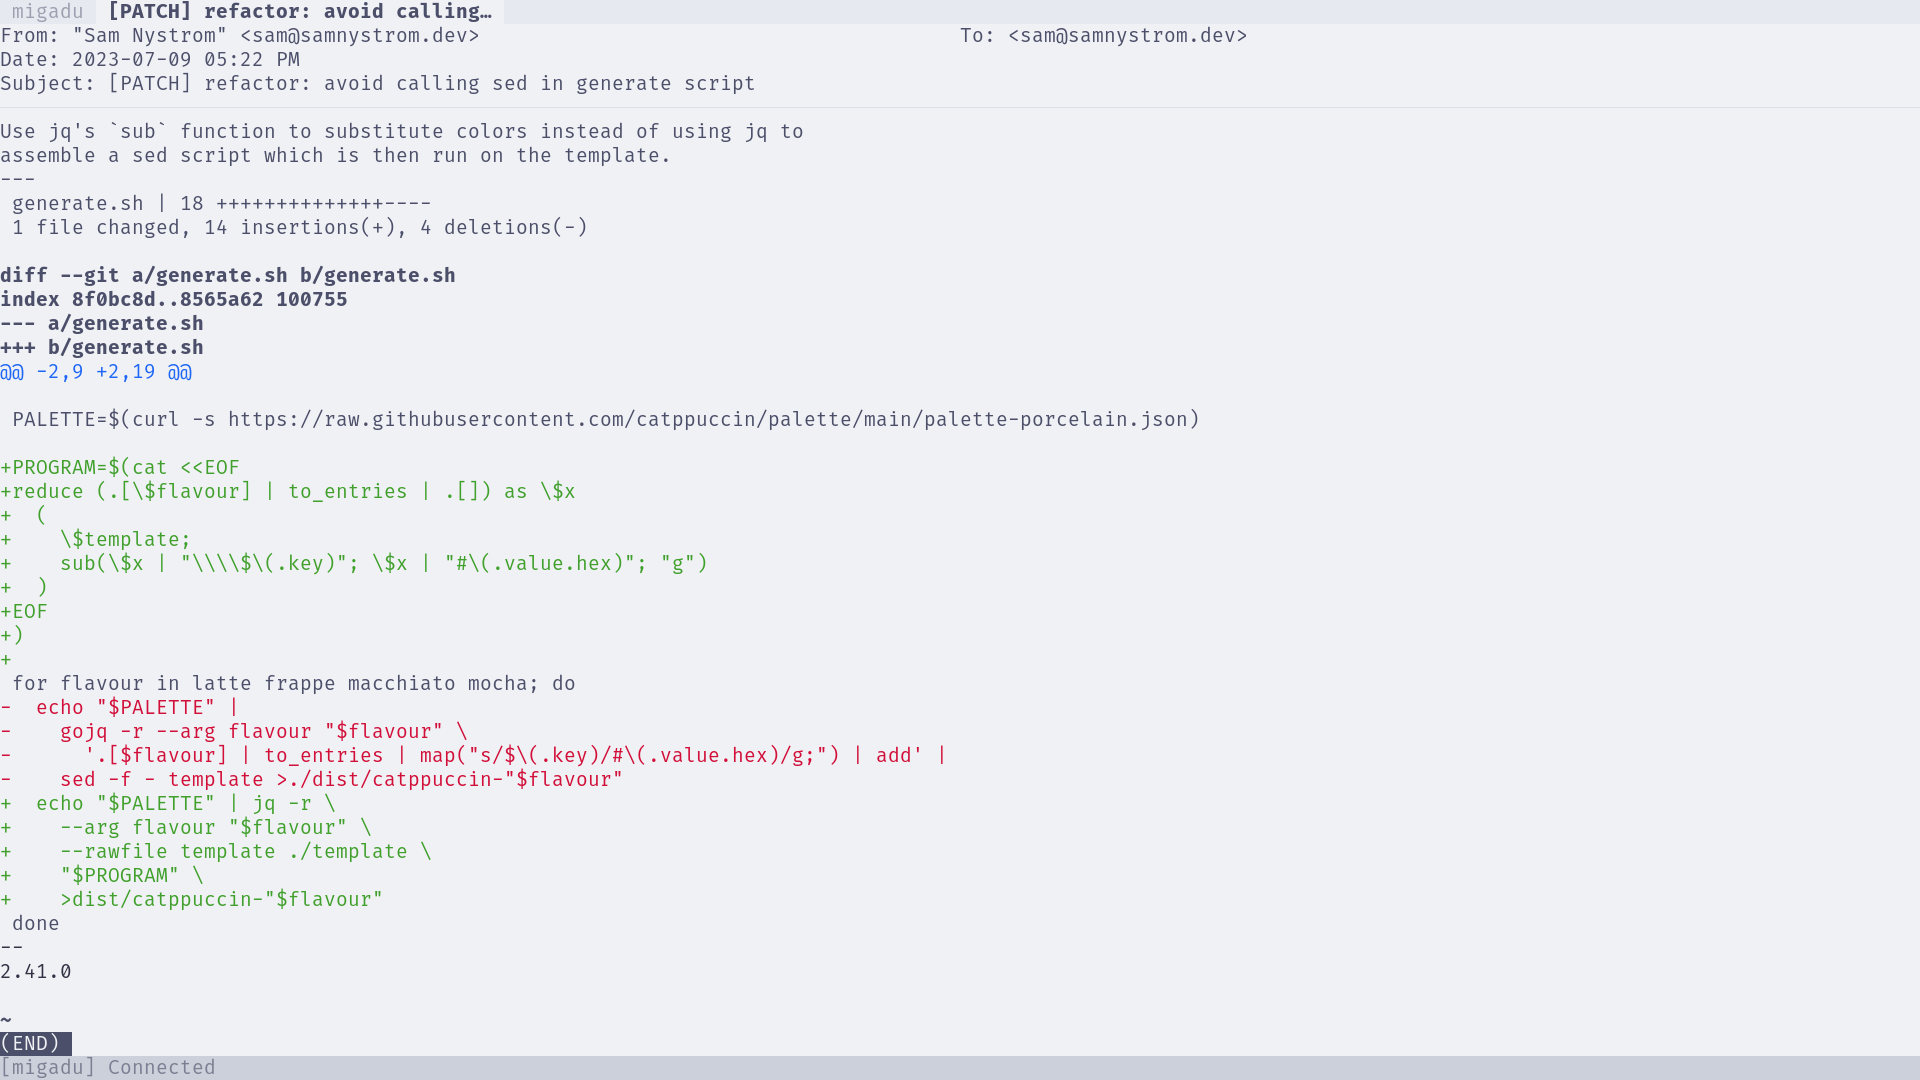 migadu  [PATCH] refactor: avoid calling…
From: "Sam Nystrom" <sam@samnystrom.dev> To: <sam@samnystrom.dev>
Date: 2023-07-09 05:22 PM
Subject: [PATCH] refactor: avoid calling sed in generate script
Use jq's `sub` function to substitute colors instead of using jq to
assemble a sed script which is then run on the template.
---
 generate.sh | 18 ++++++++++++++----
 1 file changed, 14 insertions(+), 4 deletions(-)
diff --git a/generate.sh b/generate.sh
index 8f0bc8d..8565a62 100755
--- a/generate.sh
+++ b/generate.sh
@@ -2,9 +2,19 @@
 PALETTE=$(curl -s https://raw.githubusercontent.com/catppuccin/palette/main/palette-porcelain.json)
+PROGRAM=$(cat <<EOF
+reduce (.[\$flavour] | to_entries | .[]) as \$x
+  (
+    \$template;
+    sub(\$x | "\\\\$\(.key)"; \$x | "#\(.value.hex)"; "g")
+  )
+EOF
+)
+
 for flavour in latte frappe macchiato mocha; do
-  echo "$PALETTE" |
-    gojq -r --arg flavour "$flavour" \
-      '.[$flavour] | to_entries | map("s/$\(.key)/#\(.value.hex)/g;") | add' |
-    sed -f - template >./dist/catppuccin-"$flavour"
+  echo "$PALETTE" | jq -r \
+    --arg flavour "$flavour" \
+    --rawfile template ./template \
+    "$PROGRAM" \
+    >dist/catppuccin-"$flavour"
 done
--
2.41.0
~
(END)
[migadu] Connected